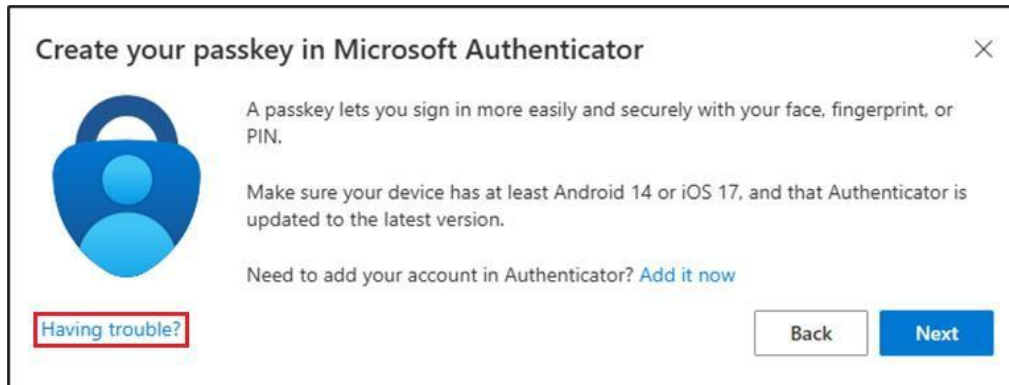 Create your passkey in Microsoft Authenticator
A passkey lets you sign in more easily and securely with your face, fingerprint, or
PIN.
Make sure your device has at least Android 14 or iOS 17, and that Authenticator is
updated to the latest version.
Need to add your account in Authenticator? Add it now
Having trouble?
Back
Next